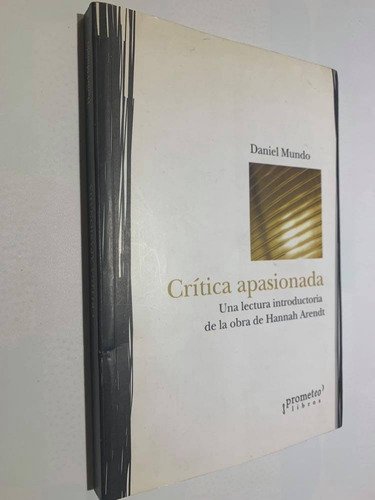 Daniel Mundo
Crítica apasionada
Una lectura introductoria
de la obra de Hannah Arendt
prometeo
libros